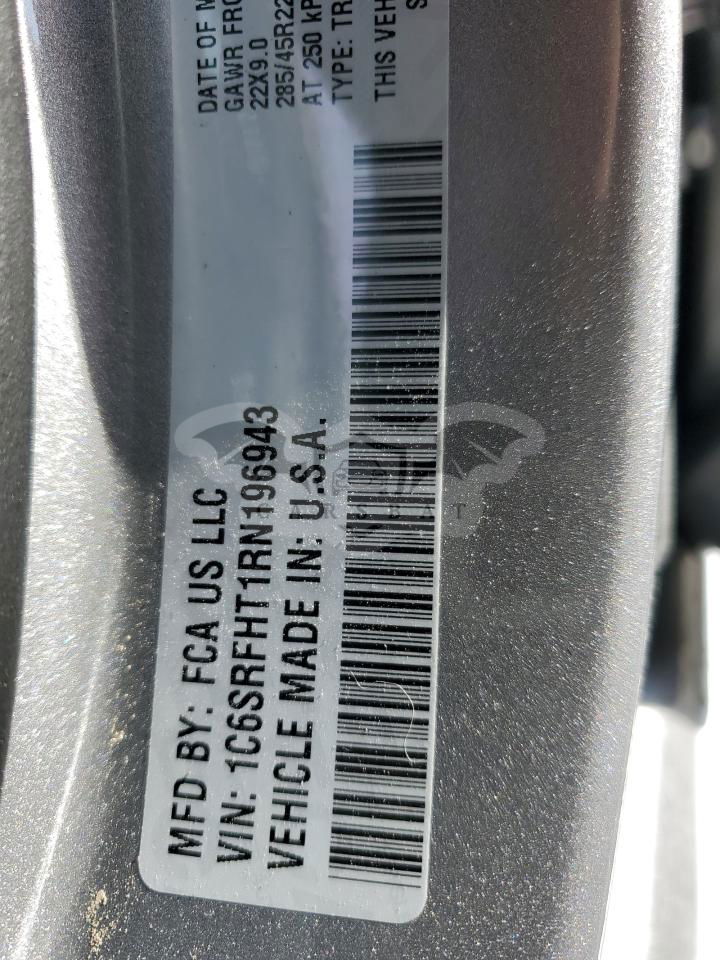 MFD BY: FCA US LLC
VIN: 1C6SRFHT1RN196943
VEHICLE MADE IN: U.S.A.
DATE OF M
GAWR FRO
22X9.0
285/45R22
AT 250 kP
TYPE: TR
THIS VEH
S
CARSBAT